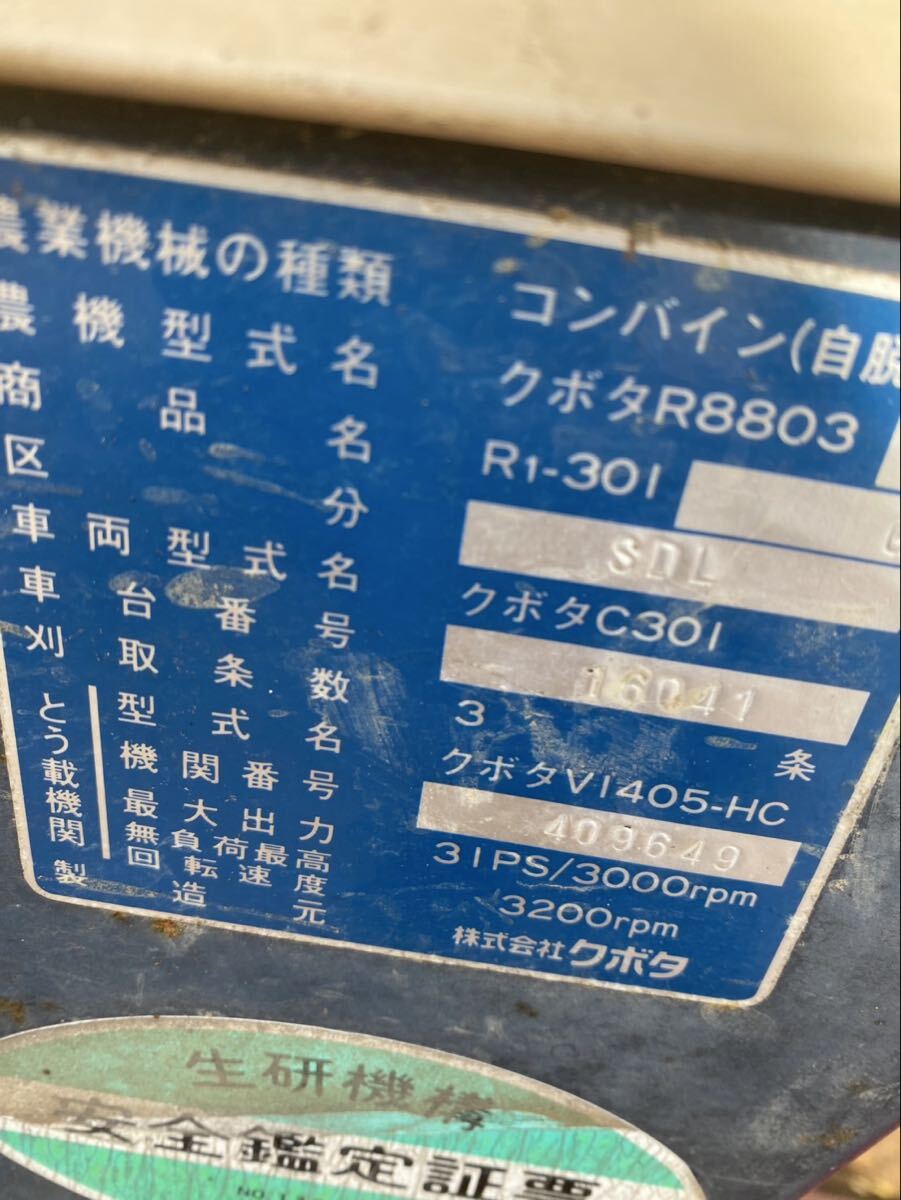 農業機械の種類 コンバイン(自脱
農機型式名 クボタR8803
商品名 R1-301
区分 SDL
車両型式名 クボタC301
車台番号 16041
刈取条数 3条
とう載機関 型式名 クボタV1405-HC
機関番号 409649
最大出力 31PS/3000rpm
無負荷最高回転速度 3200rpm
製造元 株式会社クボタ
生研機構
安全鑑定証票
NO.